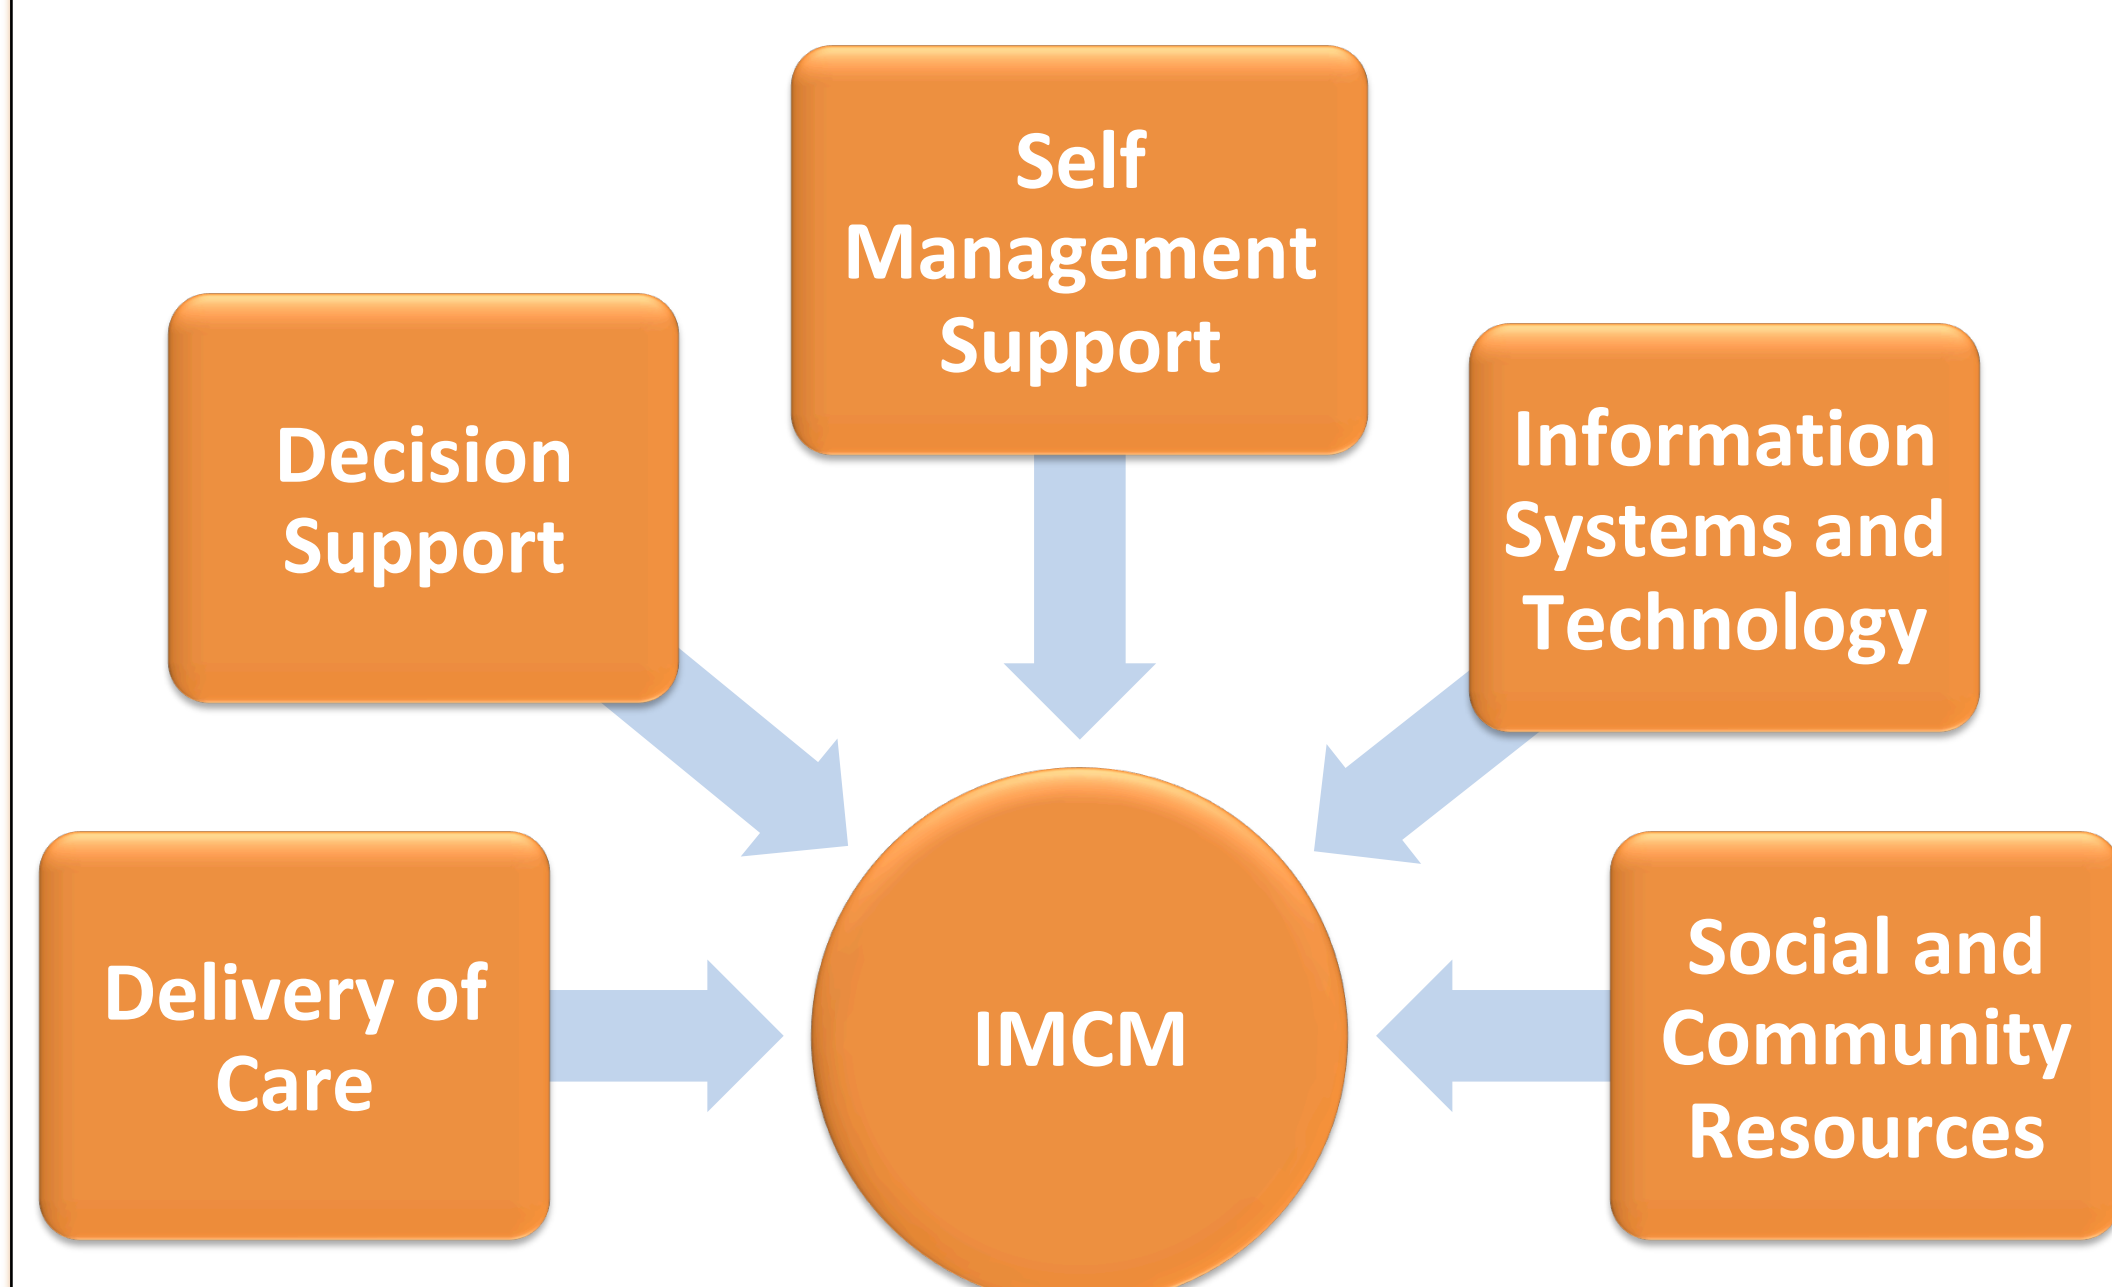 Self
Management
Support
Decision
Support
Information
Systems and
Technology
Delivery of
Care
IMCM
Social and
Community
Resources